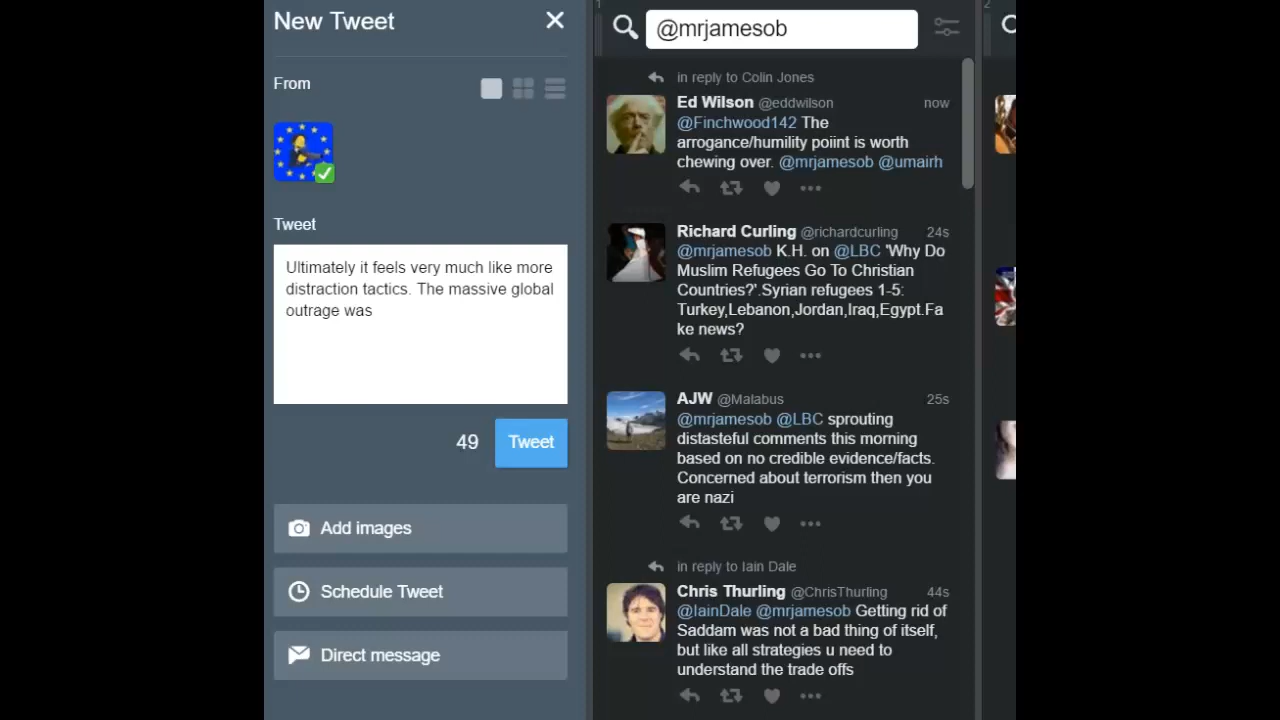 New Tweet
From
Tweet
Ultimately it feels very much like more
distraction tactics. The massive global
outrage was
49
Tweet
Add images
Schedule Tweet
Direct message
1
@mrjamesob
in reply to Colin Jones
Ed Wilson @eddwilson now
@Finchwood142 The
arrogance/humility poiint is worth
chewing over. @mrjamesob @umairh
Richard Curling @richardcurling 24s
@mrjamesob K.H. on @LBC 'Why Do
Muslim Refugees Go To Christian
Countries?'.Syrian refugees 1-5:
Turkey,Lebanon,Jordan,Iraq,Egypt.Fa
ke news?
AJW @Malabus 25s
@mrjamesob @LBC sprouting
distasteful comments this morning
based on no credible evidence/facts.
Concerned about terrorism then you
are nazi
in reply to Iain Dale
Chris Thurling @ChrisThurling 44s
@IainDale @mrjamesob Getting rid of
Saddam was not a bad thing of itself,
but like all strategies u need to
understand the trade offs
2